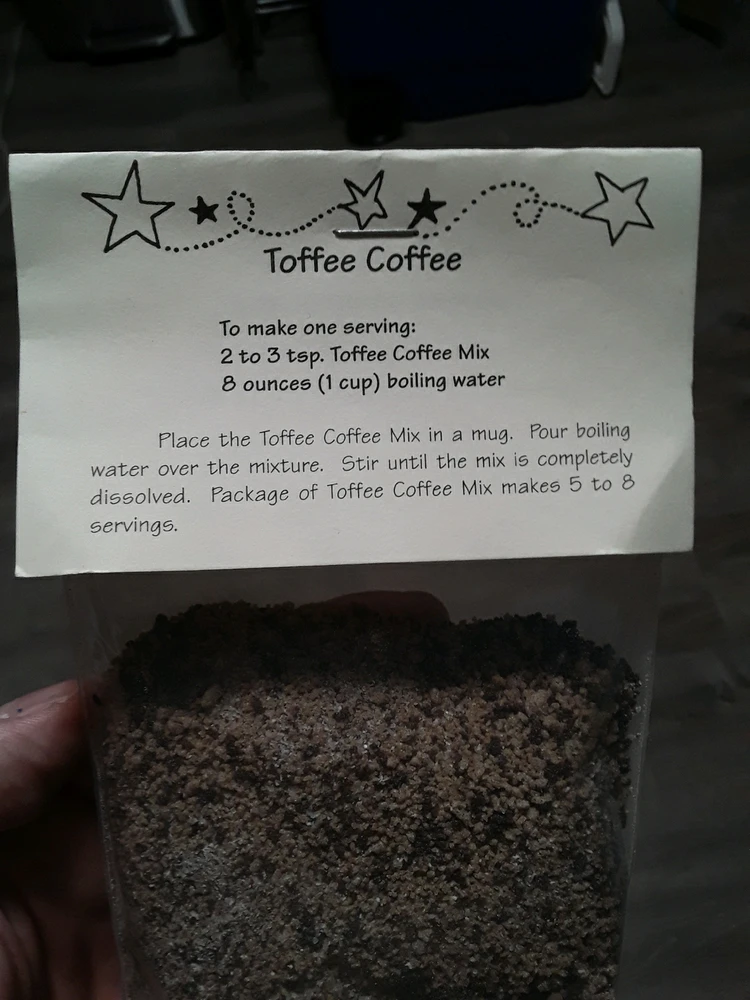 Toffee Coffee
To make one serving:
2 to 3 tsp. Toffee Coffee Mix
8 ounces (1 cup) boiling water
Place the Toffee Coffee Mix in a mug. Pour boiling
water over the mixture. Stir until the mix is completely
dissolved. Package of Toffee Coffee Mix makes 5 to 8
servings.